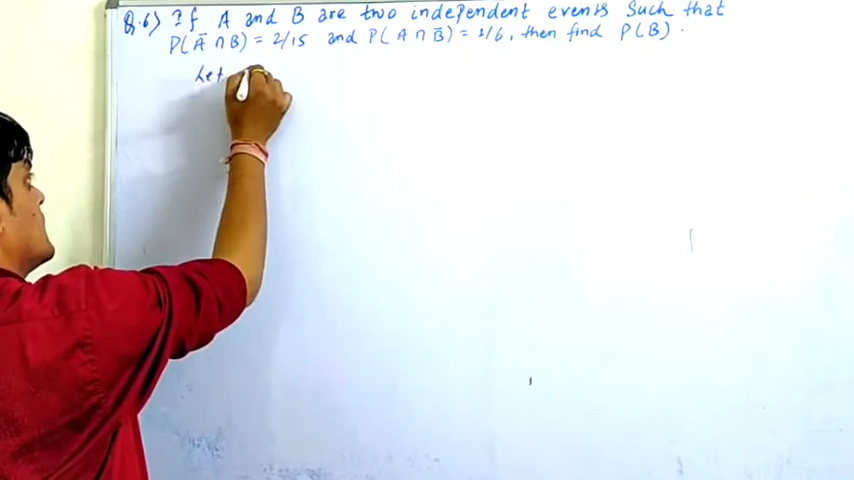 Q.6) If A and B are two independent events such that
P(Ā ∩ B) = 2/15 and P(A ∩ B̄) = 1/6, then find P(B).
Let